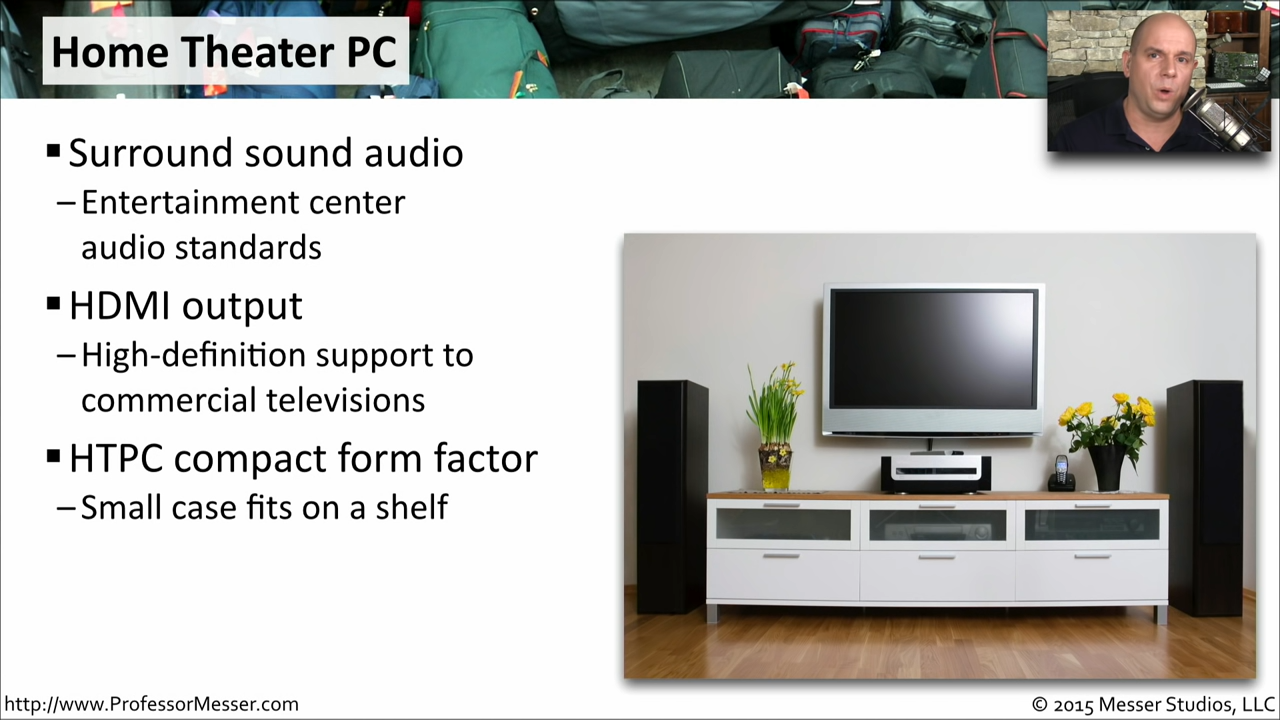 Home Theater PC
▪ Surround sound audio
– Entertainment center
audio standards
▪ HDMI output
– High-definition support to
commercial televisions
▪ HTPC compact form factor
– Small case fits on a shelf
http://www.ProfessorMesser.com
© 2015 Messer Studios, LLC